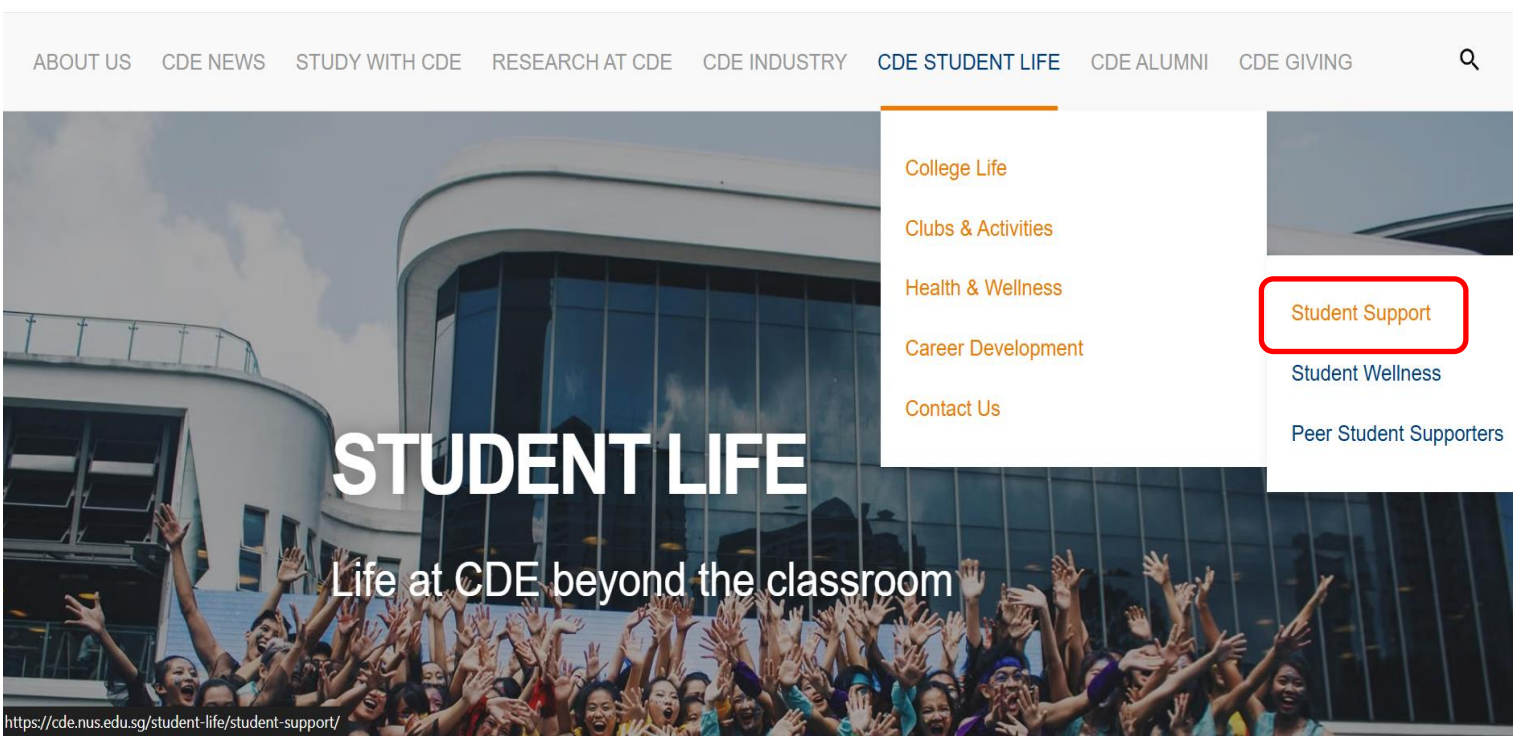 ABOUT US CDE NEWS STUDY WITH CDE RESEARCH AT CDE CDE INDUSTRY CDE STUDENT LIFE CDE ALUMNI CDE GIVING
College Life
Clubs & Activities
Health & Wellness
Career Development
Contact Us
Student Support
Student Wellness
Peer Student Supporters
STUDENT LIFE
Life at CDE beyond the classroom
https://cde.nus.edu.sg/student-life/student-support/